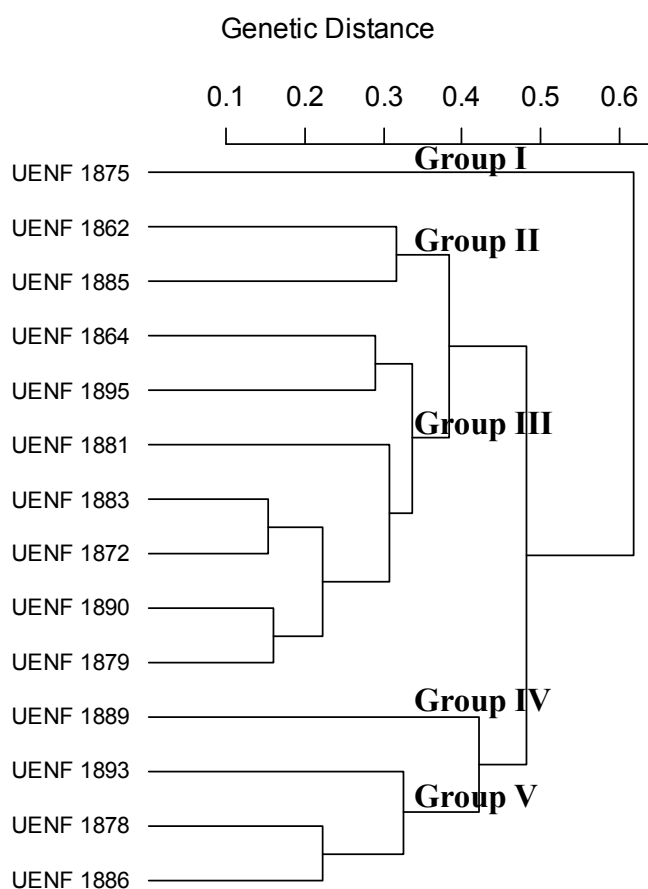 Genetic Distance
0.1 0.2 0.3 0.4 0.5 0.6
Group I
UENF 1875
UENF 1862
Group II
UENF 1885
UENF 1864
UENF 1895
Group III
UENF 1881
UENF 1883
UENF 1872
UENF 1890
UENF 1879
Group IV
UENF 1889
UENF 1893
Group V
UENF 1878
UENF 1886